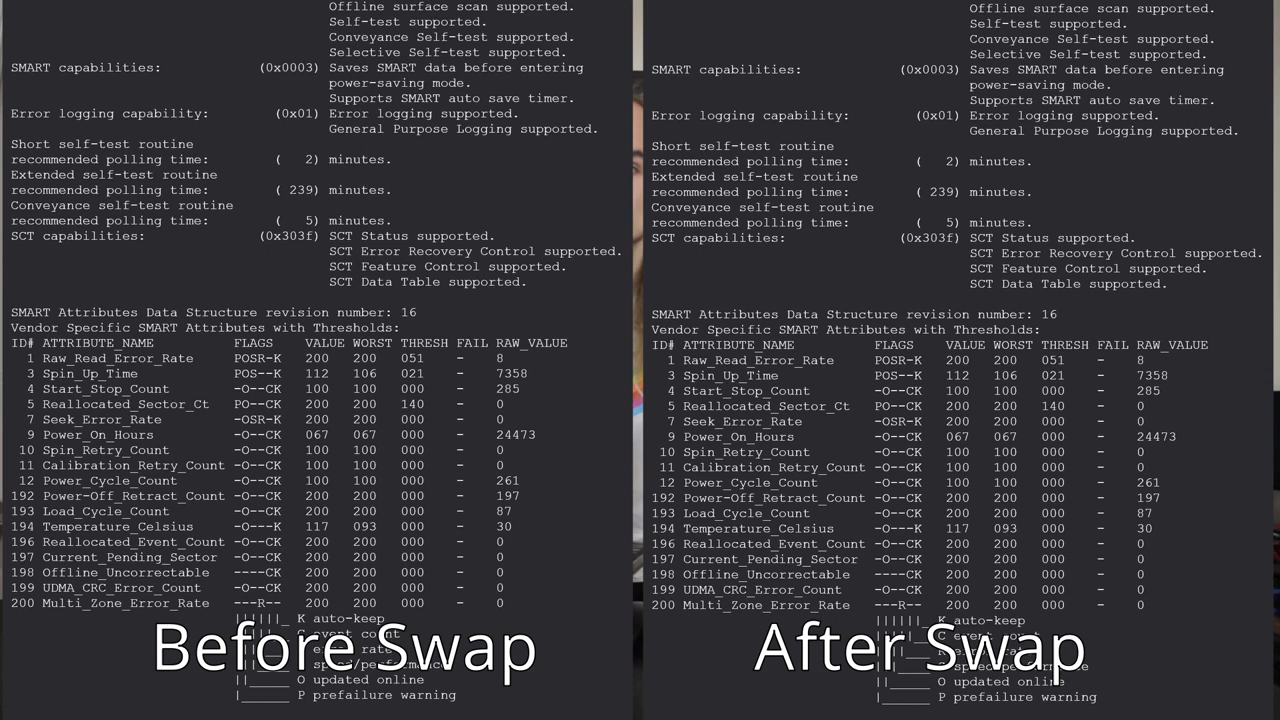 Offline surface scan supported.
Self-test supported.
Conveyance Self-test supported.
Selective Self-test supported.
SMART capabilities: (0x0003) Saves SMART data before entering
power-saving mode.
Supports SMART auto save timer.
Error logging capability: (0x01) Error logging supported.
General Purpose Logging supported.
Short self-test routine
recommended polling time: ( 2) minutes.
Extended self-test routine
recommended polling time: ( 239) minutes.
Conveyance self-test routine
recommended polling time: ( 5) minutes.
SCT capabilities: (0x303f) SCT Status supported.
SCT Error Recovery Control supported.
SCT Feature Control supported.
SCT Data Table supported.
SMART Attributes Data Structure revision number: 16
Vendor Specific SMART Attributes with Thresholds:
ID# ATTRIBUTE_NAME FLAGS VALUE WORST THRESH FAIL RAW_VALUE
1 Raw_Read_Error_Rate POSR-K 200 200 051 - 8
3 Spin_Up_Time POS--K 112 106 021 - 7358
4 Start_Stop_Count -O--CK 100 100 000 - 285
5 Reallocated_Sector_Ct PO--CK 200 200 140 - 0
7 Seek_Error_Rate -OSR-K 200 200 000 - 0
9 Power_On_Hours -O--CK 067 067 000 - 24473
10 Spin_Retry_Count -O--CK 100 100 000 - 0
11 Calibration_Retry_Count -O--CK 100 100 000 - 0
12 Power_Cycle_Count -O--CK 100 100 000 - 261
192 Power-Off_Retract_Count -O--CK 200 200 000 - 197
193 Load_Cycle_Count -O--CK 200 200 000 - 87
194 Temperature_Celsius -O---K 117 093 000 - 30
196 Reallocated_Event_Count -O--CK 200 200 000 - 0
197 Current_Pending_Sector -O--CK 200 200 000 - 0
198 Offline_Uncorrectable ----CK 200 200 000 - 0
199 UDMA_CRC_Error_Count -O--CK 200 200 000 - 0
200 Multi_Zone_Error_Rate ---R-- 200 200 000 - 0
||||||_ K auto-keep
Before Swap
||_____ O updated online
|______ P prefailure warning
Offline surface scan supported.
Self-test supported.
Conveyance Self-test supported.
Selective Self-test supported.
SMART capabilities: (0x0003) Saves SMART data before entering
power-saving mode.
Supports SMART auto save timer.
Error logging capability: (0x01) Error logging supported.
General Purpose Logging supported.
Short self-test routine
recommended polling time: ( 2) minutes.
Extended self-test routine
recommended polling time: ( 239) minutes.
Conveyance self-test routine
recommended polling time: ( 5) minutes.
SCT capabilities: (0x303f) SCT Status supported.
SCT Error Recovery Control supported.
SCT Feature Control supported.
SCT Data Table supported.
SMART Attributes Data Structure revision number: 16
Vendor Specific SMART Attributes with Thresholds:
ID# ATTRIBUTE_NAME FLAGS VALUE WORST THRESH FAIL RAW_VALUE
1 Raw_Read_Error_Rate POSR-K 200 200 051 - 8
3 Spin_Up_Time POS--K 112 106 021 - 7358
4 Start_Stop_Count -O--CK 100 100 000 - 285
5 Reallocated_Sector_Ct PO--CK 200 200 140 - 0
7 Seek_Error_Rate -OSR-K 200 200 000 - 0
9 Power_On_Hours -O--CK 067 067 000 - 24473
10 Spin_Retry_Count -O--CK 100 100 000 - 0
11 Calibration_Retry_Count -O--CK 100 100 000 - 0
12 Power_Cycle_Count -O--CK 100 100 000 - 261
192 Power-Off_Retract_Count -O--CK 200 200 000 - 197
193 Load_Cycle_Count -O--CK 200 200 000 - 87
194 Temperature_Celsius -O---K 117 093 000 - 30
196 Reallocated_Event_Count -O--CK 200 200 000 - 0
197 Current_Pending_Sector -O--CK 200 200 000 - 0
198 Offline_Uncorrectable ----CK 200 200 000 - 0
199 UDMA_CRC_Error_Count -O--CK 200 200 000 - 0
200 Multi_Zone_Error_Rate ---R-- 200 200 000 - 0
||||||_ K auto-keep
After Swap
||_____ O updated online
|______ P prefailure warning